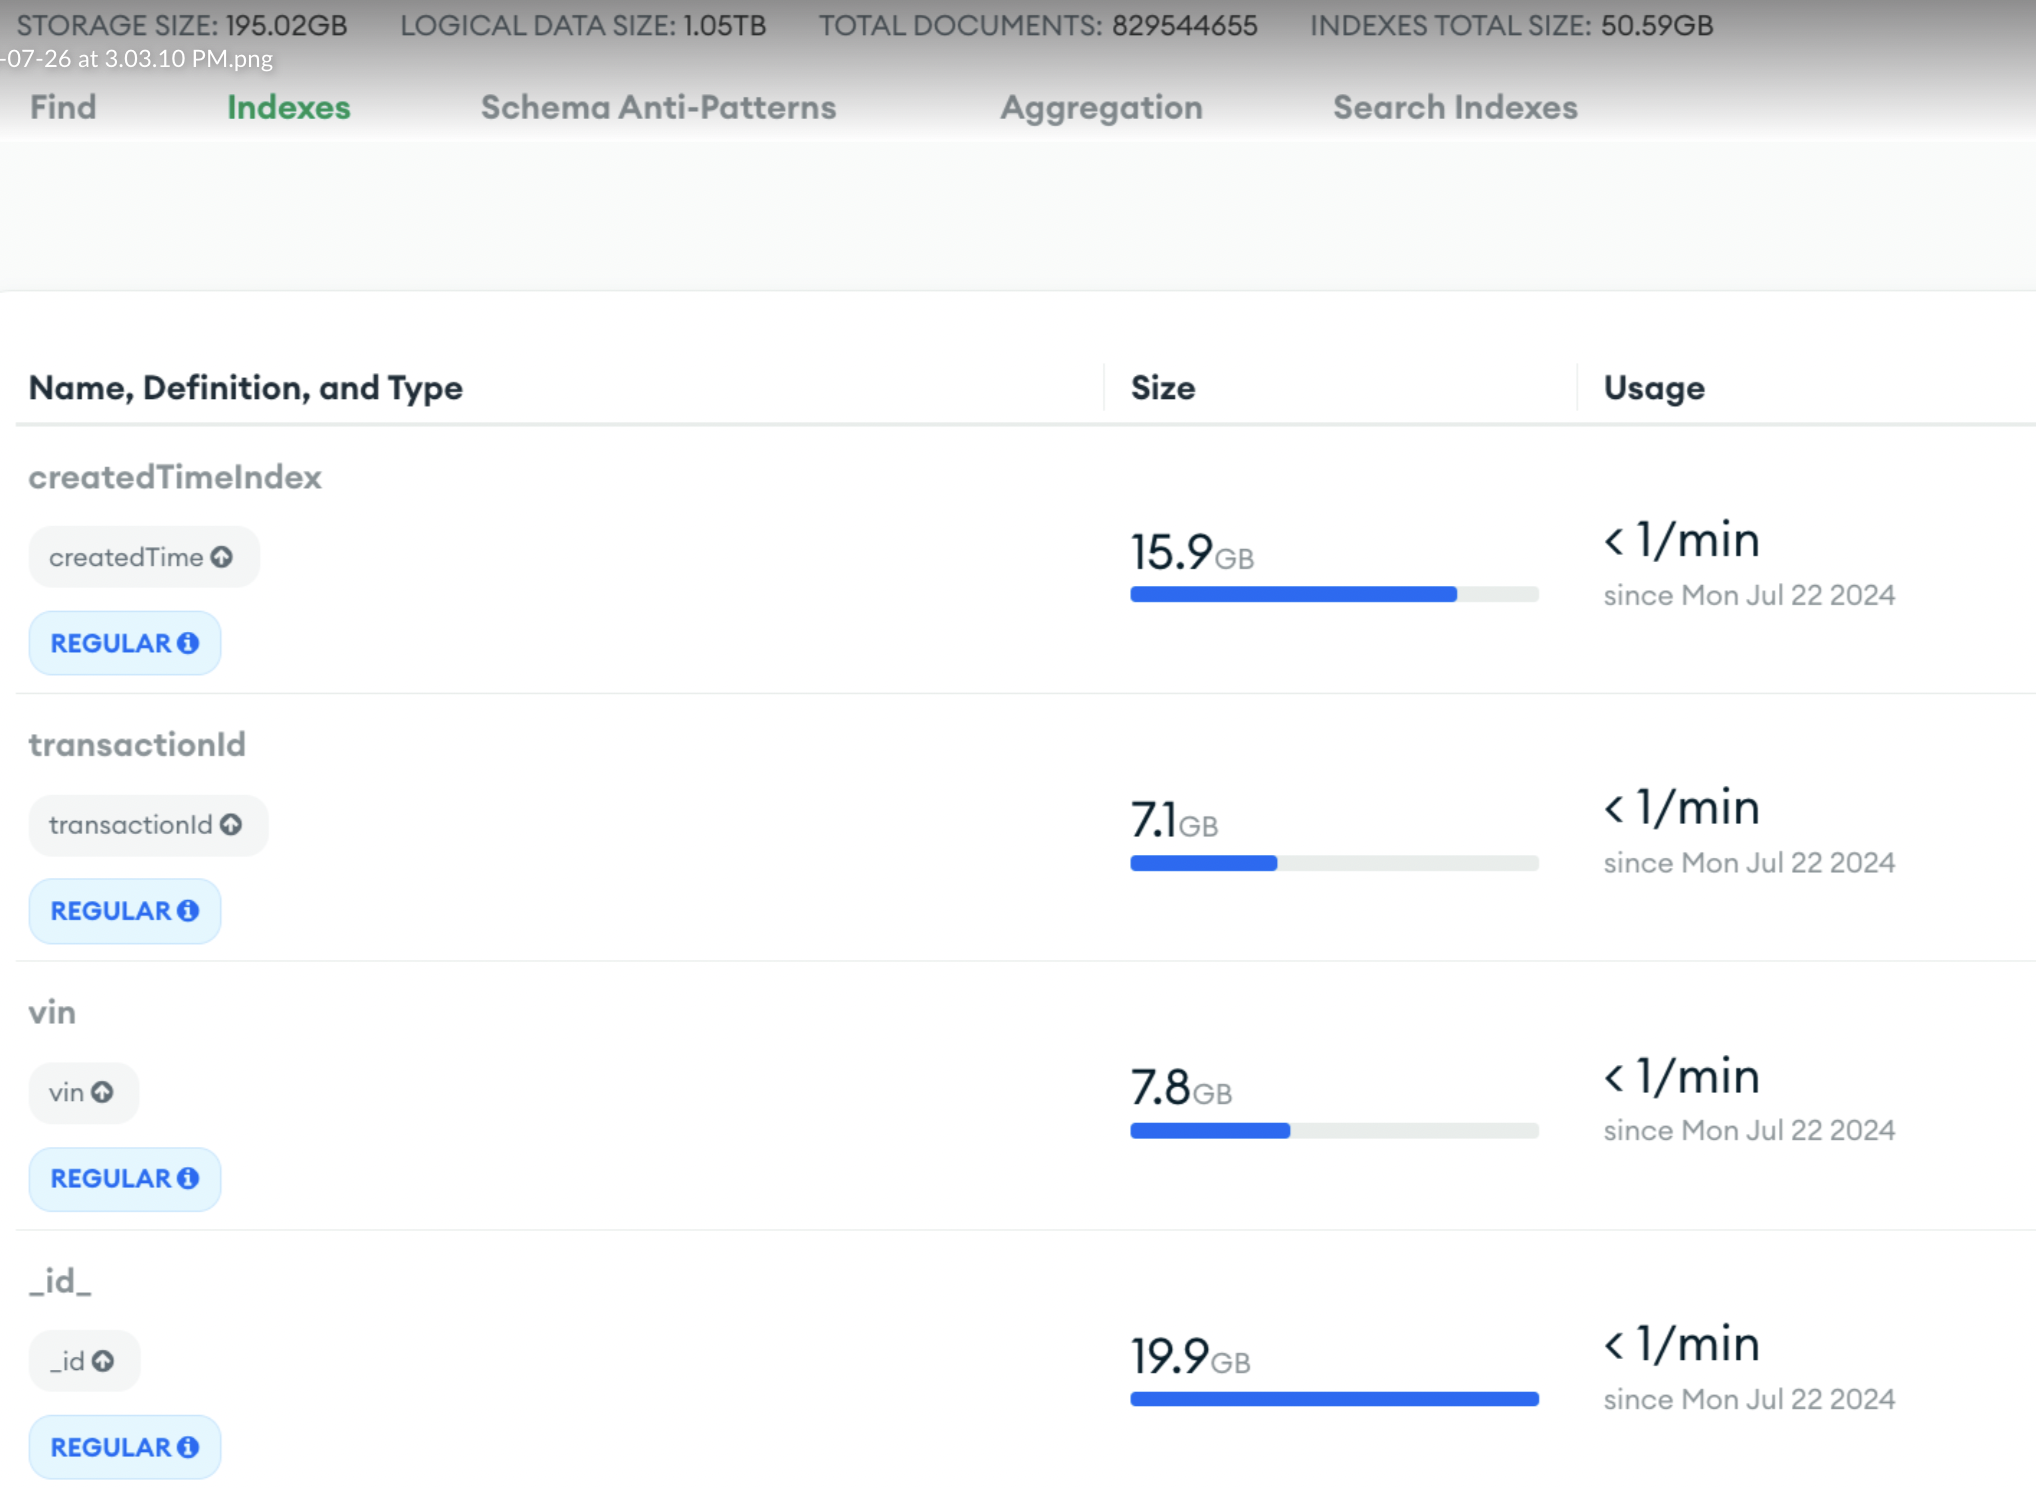 STORAGE SIZE: 195.02GB LOGICAL DATA SIZE: 1.05TB TOTAL DOCUMENTS: 829544655 INDEXES TOTAL SIZE: 50.59GB
-07-26 at 3.03.10 PM.png
Find Indexes Schema Anti-Patterns Aggregation Search Indexes
Name, Definition, and Type Size Usage
createdTimeIndex
createdTime
REGULAR
15.9GB
< 1/min
since Mon Jul 22 2024
transactionId
transactionId
REGULAR
7.1GB
< 1/min
since Mon Jul 22 2024
vin
vin
REGULAR
7.8GB
< 1/min
since Mon Jul 22 2024
_id_
_id
REGULAR
19.9GB
< 1/min
since Mon Jul 22 2024